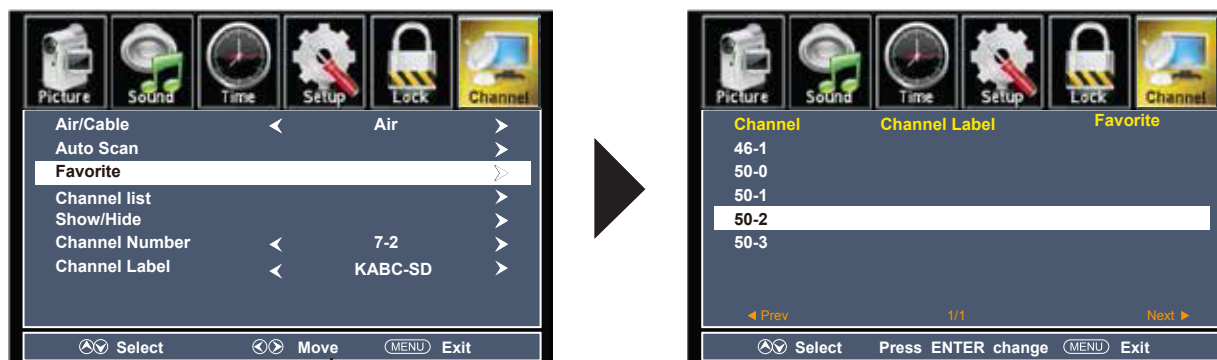 Picture Sound Time Setup Lock Channel
Air/Cable Air
Auto Scan
Favorite
Channel list
Show/Hide
Channel Number 7-2
Channel Label KABC-SD
Select Move MENU Exit
Picture Sound Time Setup Lock Channel
Channel Channel Label Favorite
46-1
50-0
50-1
50-2
50-3
Prev 1/1 Next
Select Press ENTER change MENU Exit